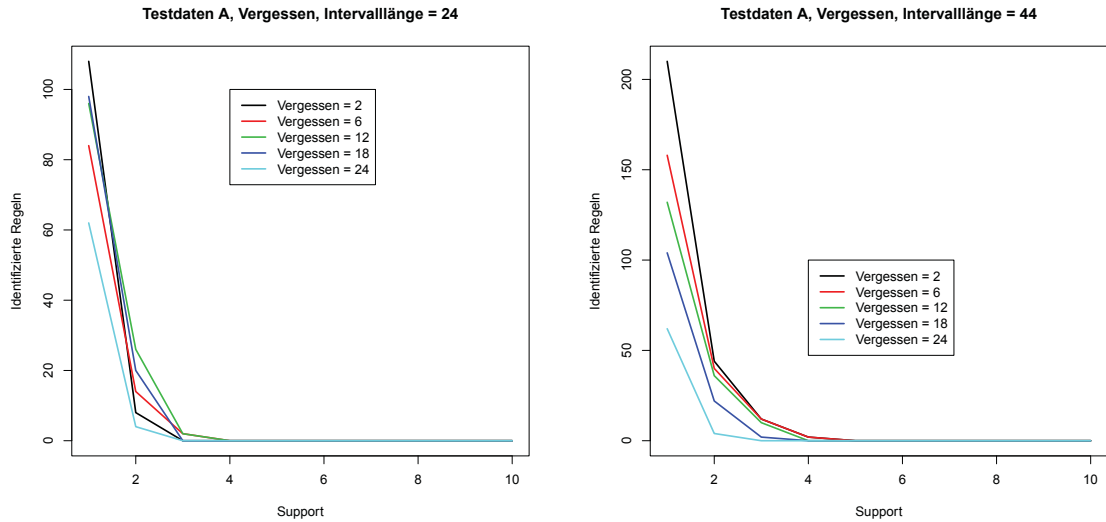 Testdaten A, Vergessen, Intervalllänge = 24
Identifizierte Regeln
100
80
60
40
20
0
Vergessen = 2
Vergessen = 6
Vergessen = 12
Vergessen = 18
Vergessen = 24
2
4
6
8
10
Support
Testdaten A, Vergessen, Intervalllänge = 44
Identifizierte Regeln
200
150
100
50
0
Vergessen = 2
Vergessen = 6
Vergessen = 12
Vergessen = 18
Vergessen = 24
2
4
6
8
10
Support